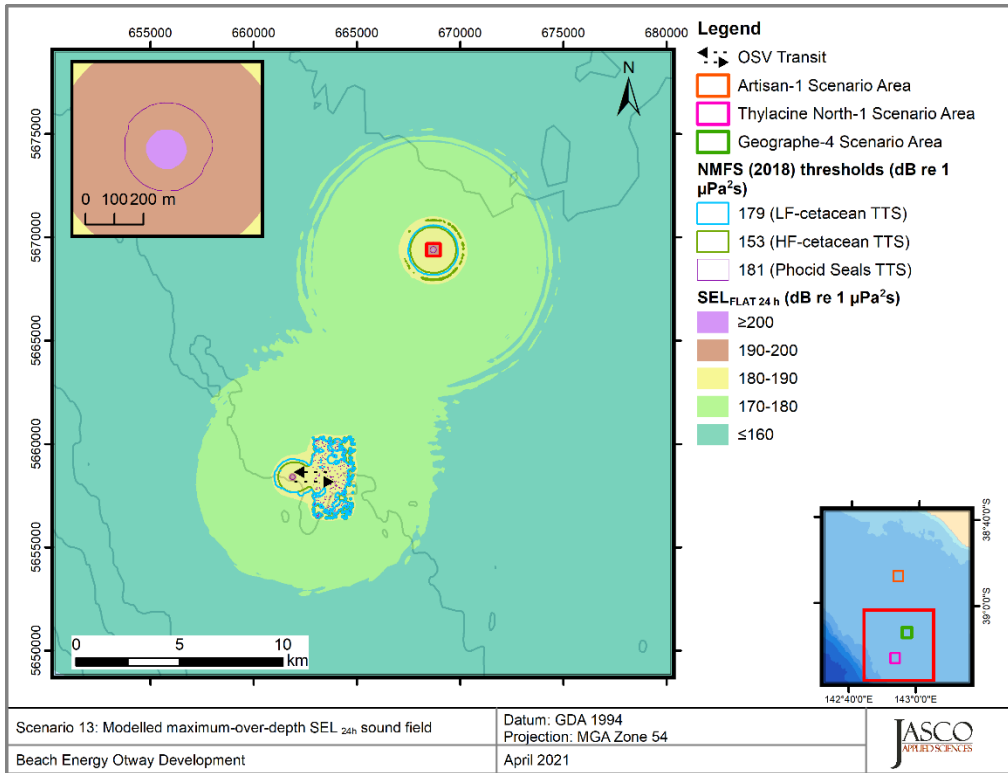 655000 660000 665000 670000 675000 680000
5675000
5670000
5665000
5660000
5655000
5650000
N
0 100 200 m
0 5 10
km
Legend
OSV Transit
Artisan-1 Scenario Area
Thylacine North-1 Scenario Area
Geographe-4 Scenario Area
NMFS (2018) thresholds (dB re 1
µPa²s)
179 (LF-cetacean TTS)
153 (HF-cetacean TTS)
181 (Phocid Seals TTS)
SELFLAT 24 h (dB re 1 µPa²s)
≥200
190-200
180-190
170-180
≤160
38°40'0"S
39°0'0"S
142°40'0"E 143°0'0"E
Scenario 13: Modelled maximum-over-depth SEL 24h sound field
Datum: GDA 1994
Projection: MGA Zone 54
Beach Energy Otway Development
April 2021
JASCO
APPLIED SCIENCES